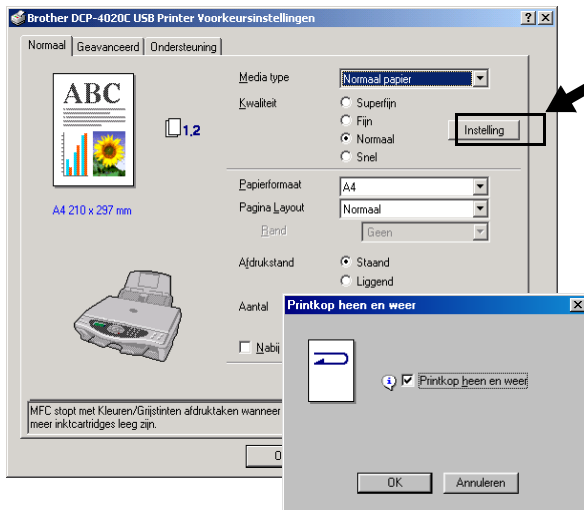 Brother DCP-4020C USB Printer Voorkeursinstellingen
Normaal Geavanceerd Ondersteuning
ABC
1,2
A4 210 x 297 mm
Media type Normaal papier
Kwaliteit Superfijn
Fijn
Normaal
Snel
Instelling
Papierformaat A4
Pagina Layout Normaal
Rand Geen
Afdrukstand Staand
Liggend
Aantal
Nabij
MFC stopt met Kleuren/Grijstinten afdruktaken wanneer
meer inktcartridges leeg zijn.
Printkop heen en weer
Printkop heen en weer
OK Annuleren